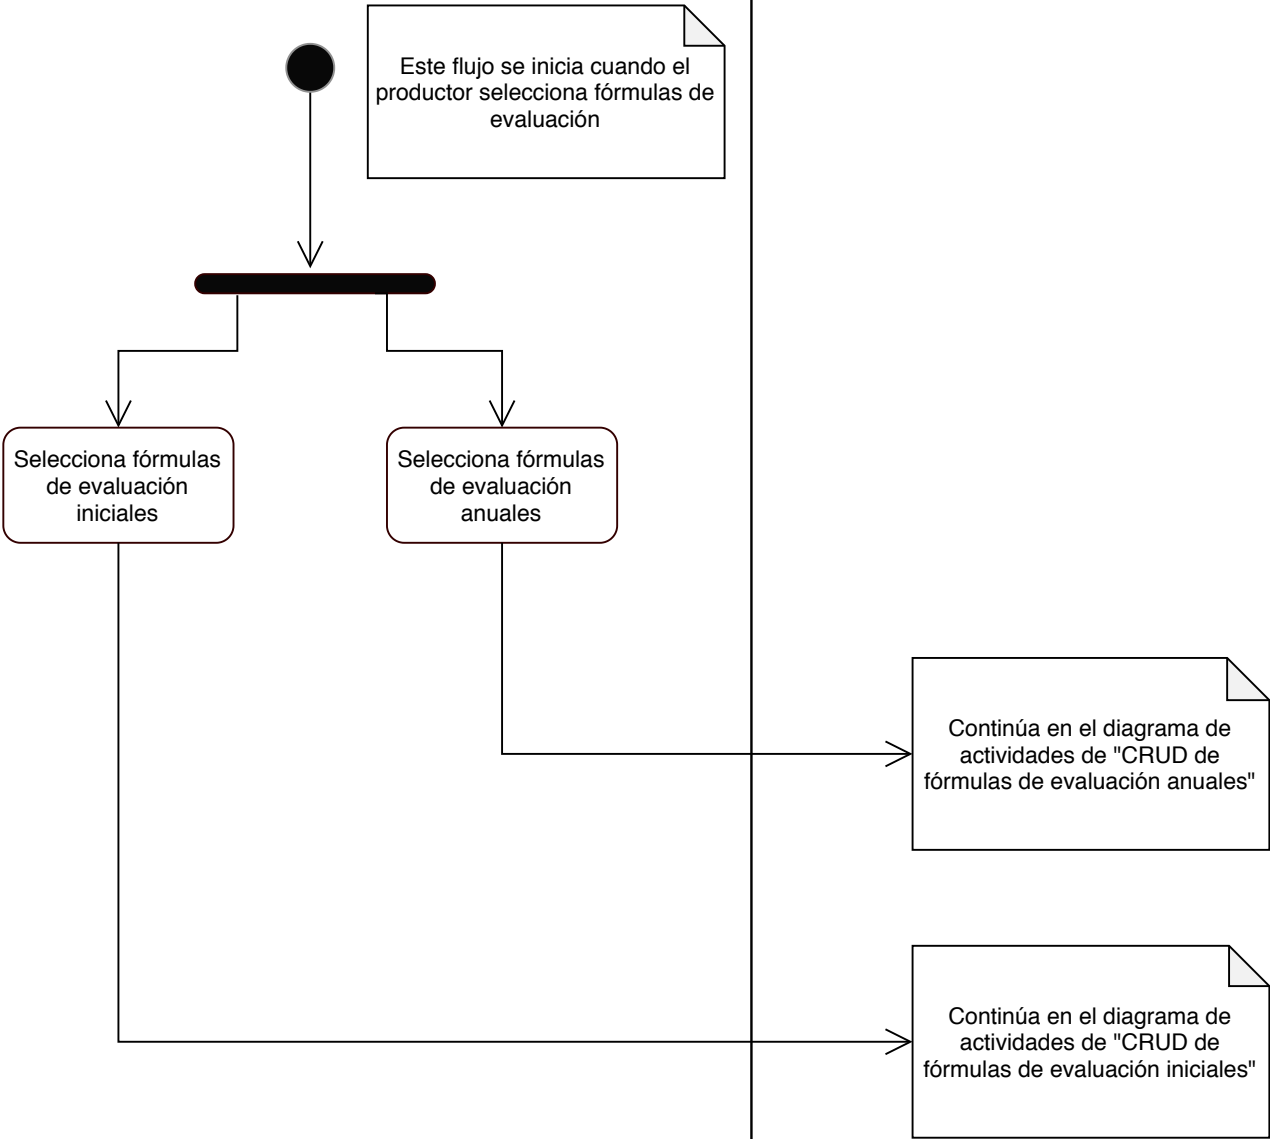 Este flujo se inicia cuando el
productor selecciona fórmulas de
evaluación
Selecciona fórmulas
de evaluación
iniciales
Selecciona fórmulas
de evaluación
anuales
Continúa en el diagrama de
actividades de "CRUD de
fórmulas de evaluación anuales"
Continúa en el diagrama de
actividades de "CRUD de
fórmulas de evaluación iniciales"